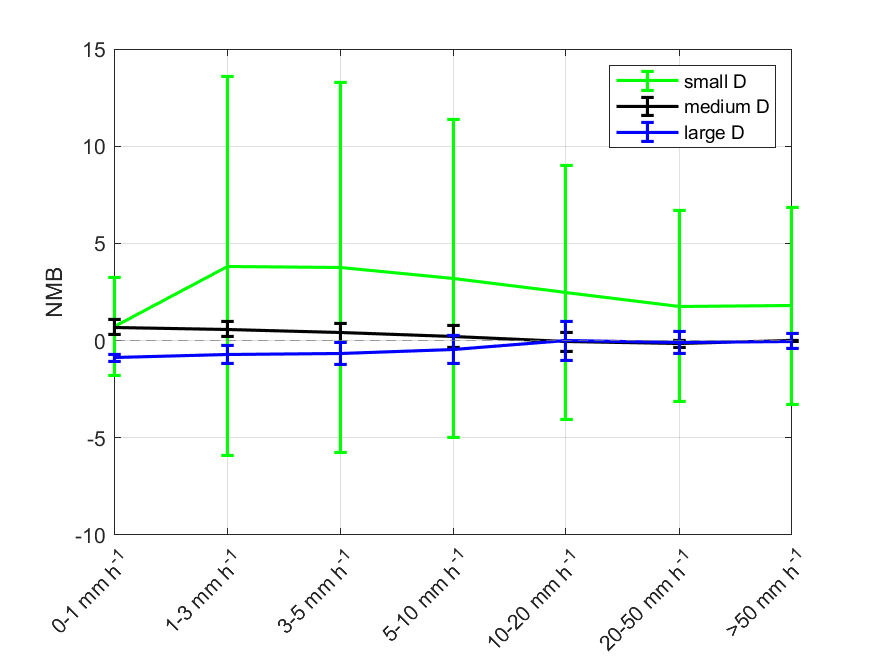 15
small D
medium D
large D
10
5
NMB
0
-5
-10
0-1 mm h⁻¹
1-3 mm h⁻¹
3-5 mm h⁻¹
5-10 mm h⁻¹
10-20 mm h⁻¹
20-50 mm h⁻¹
>50 mm h⁻¹